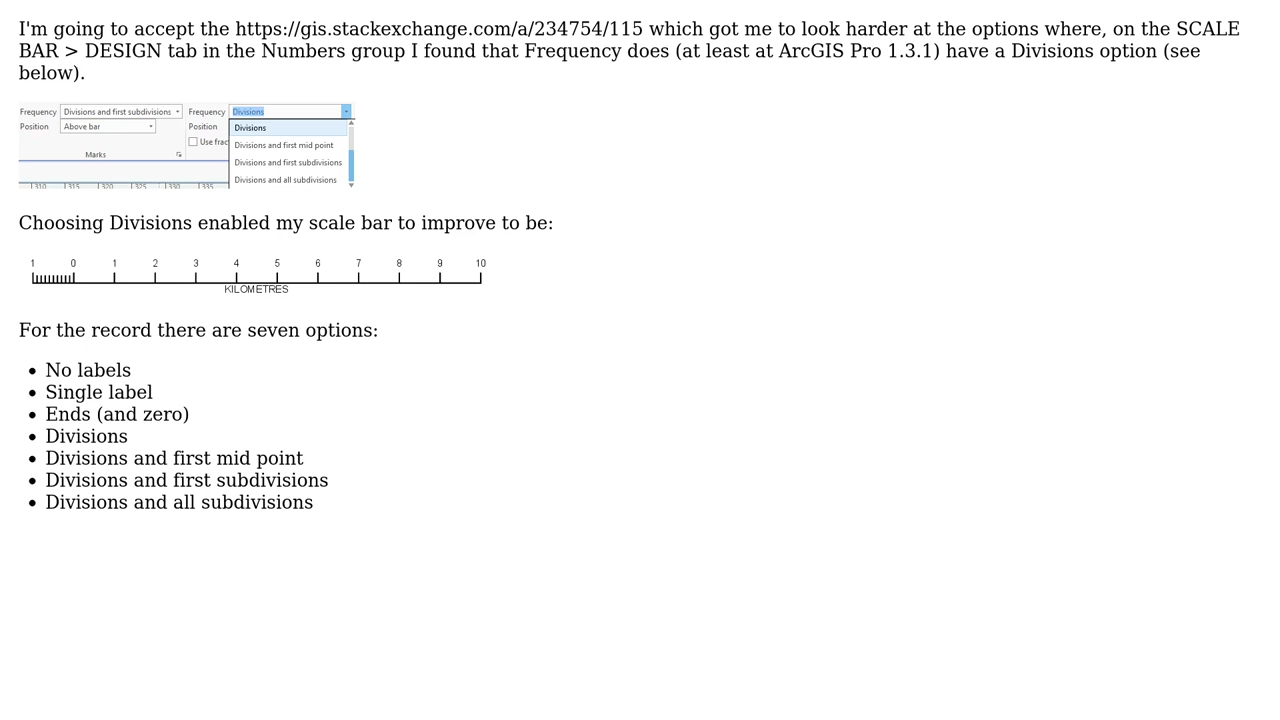 I'm going to accept the https://gis.stackexchange.com/a/234754/115 which got me to look harder at the options where, on the SCALE
BAR > DESIGN tab in the Numbers group I found that Frequency does (at least at ArcGIS Pro 1.3.1) have a Divisions option (see
below).
Frequency Divisions and first subdivisions Frequency Divisions
Position Above bar Position Divisions
Use frac Divisions and first mid point
Marks Divisions and first subdivisions
Divisions and all subdivisions
310 315 320 325 330 335
Choosing Divisions enabled my scale bar to improve to be:
1 0 1 2 3 4 5 6 7 8 9 10
KILOMETRES
For the record there are seven options:
• No labels
• Single label
• Ends (and zero)
• Divisions
• Divisions and first mid point
• Divisions and first subdivisions
• Divisions and all subdivisions